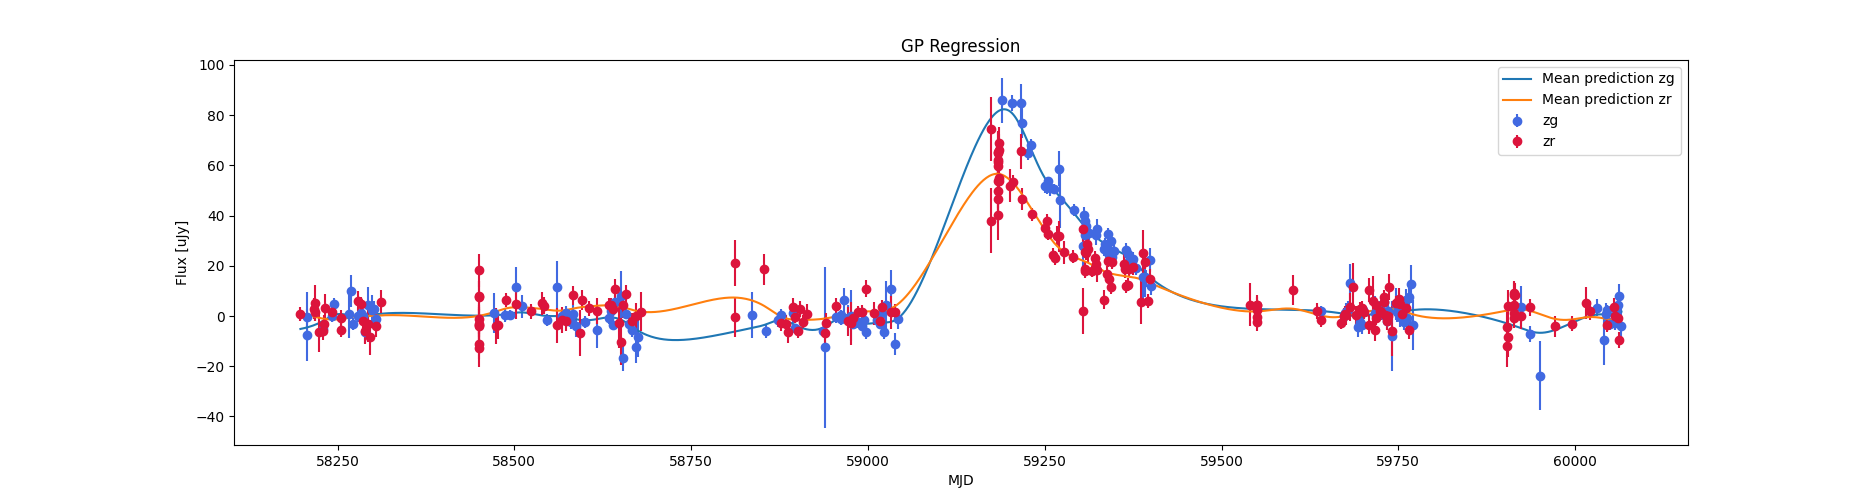 GP Regression
Flux [uJy]
100
80
60
40
20
0
−20
−40
Mean prediction zg
Mean prediction zr
zg
zr
58250
58500
58750
59000
59250
59500
59750
60000
MJD